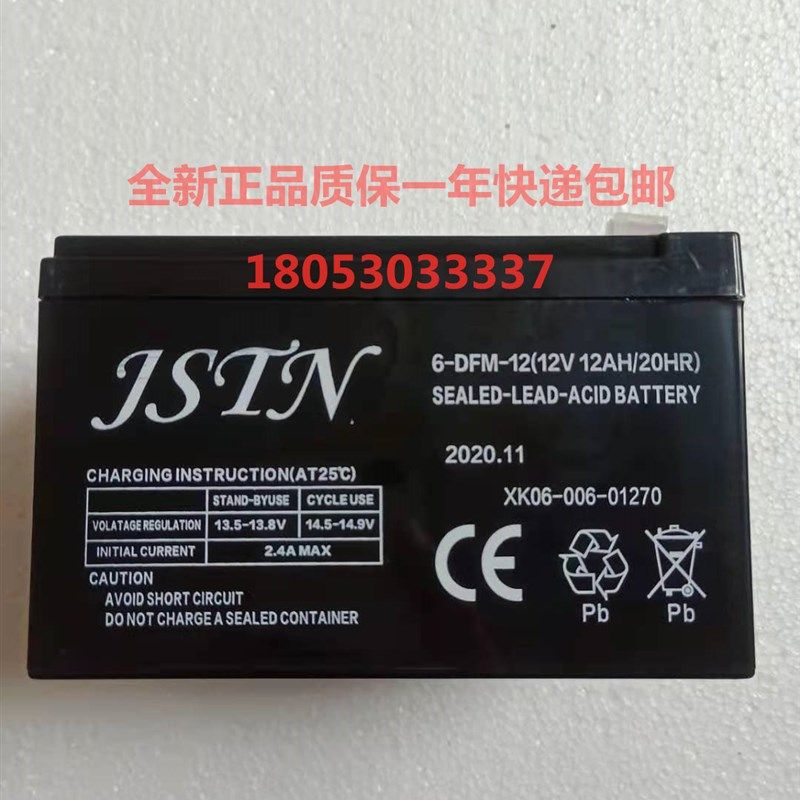 全新正品质保一年快递包邮
18053033337
JSTN
6-DFM-12(12V 12AH/20HR)
SEALED-LEAD-ACID BATTERY
2020.11
XK06-006-01270
CHARGING INSTRUCTION(AT25℃)
STAND-BYUSE CYCLE USE
VOLATAGE REGULATION 13.5-13.8V 14.5-14.9V
INITIAL CURRENT 2.4A MAX
CAUTION
AVOID SHORT CIRCUIT
DO NOT CHARGE A SEALED CONTAINER
CE
Pb Pb